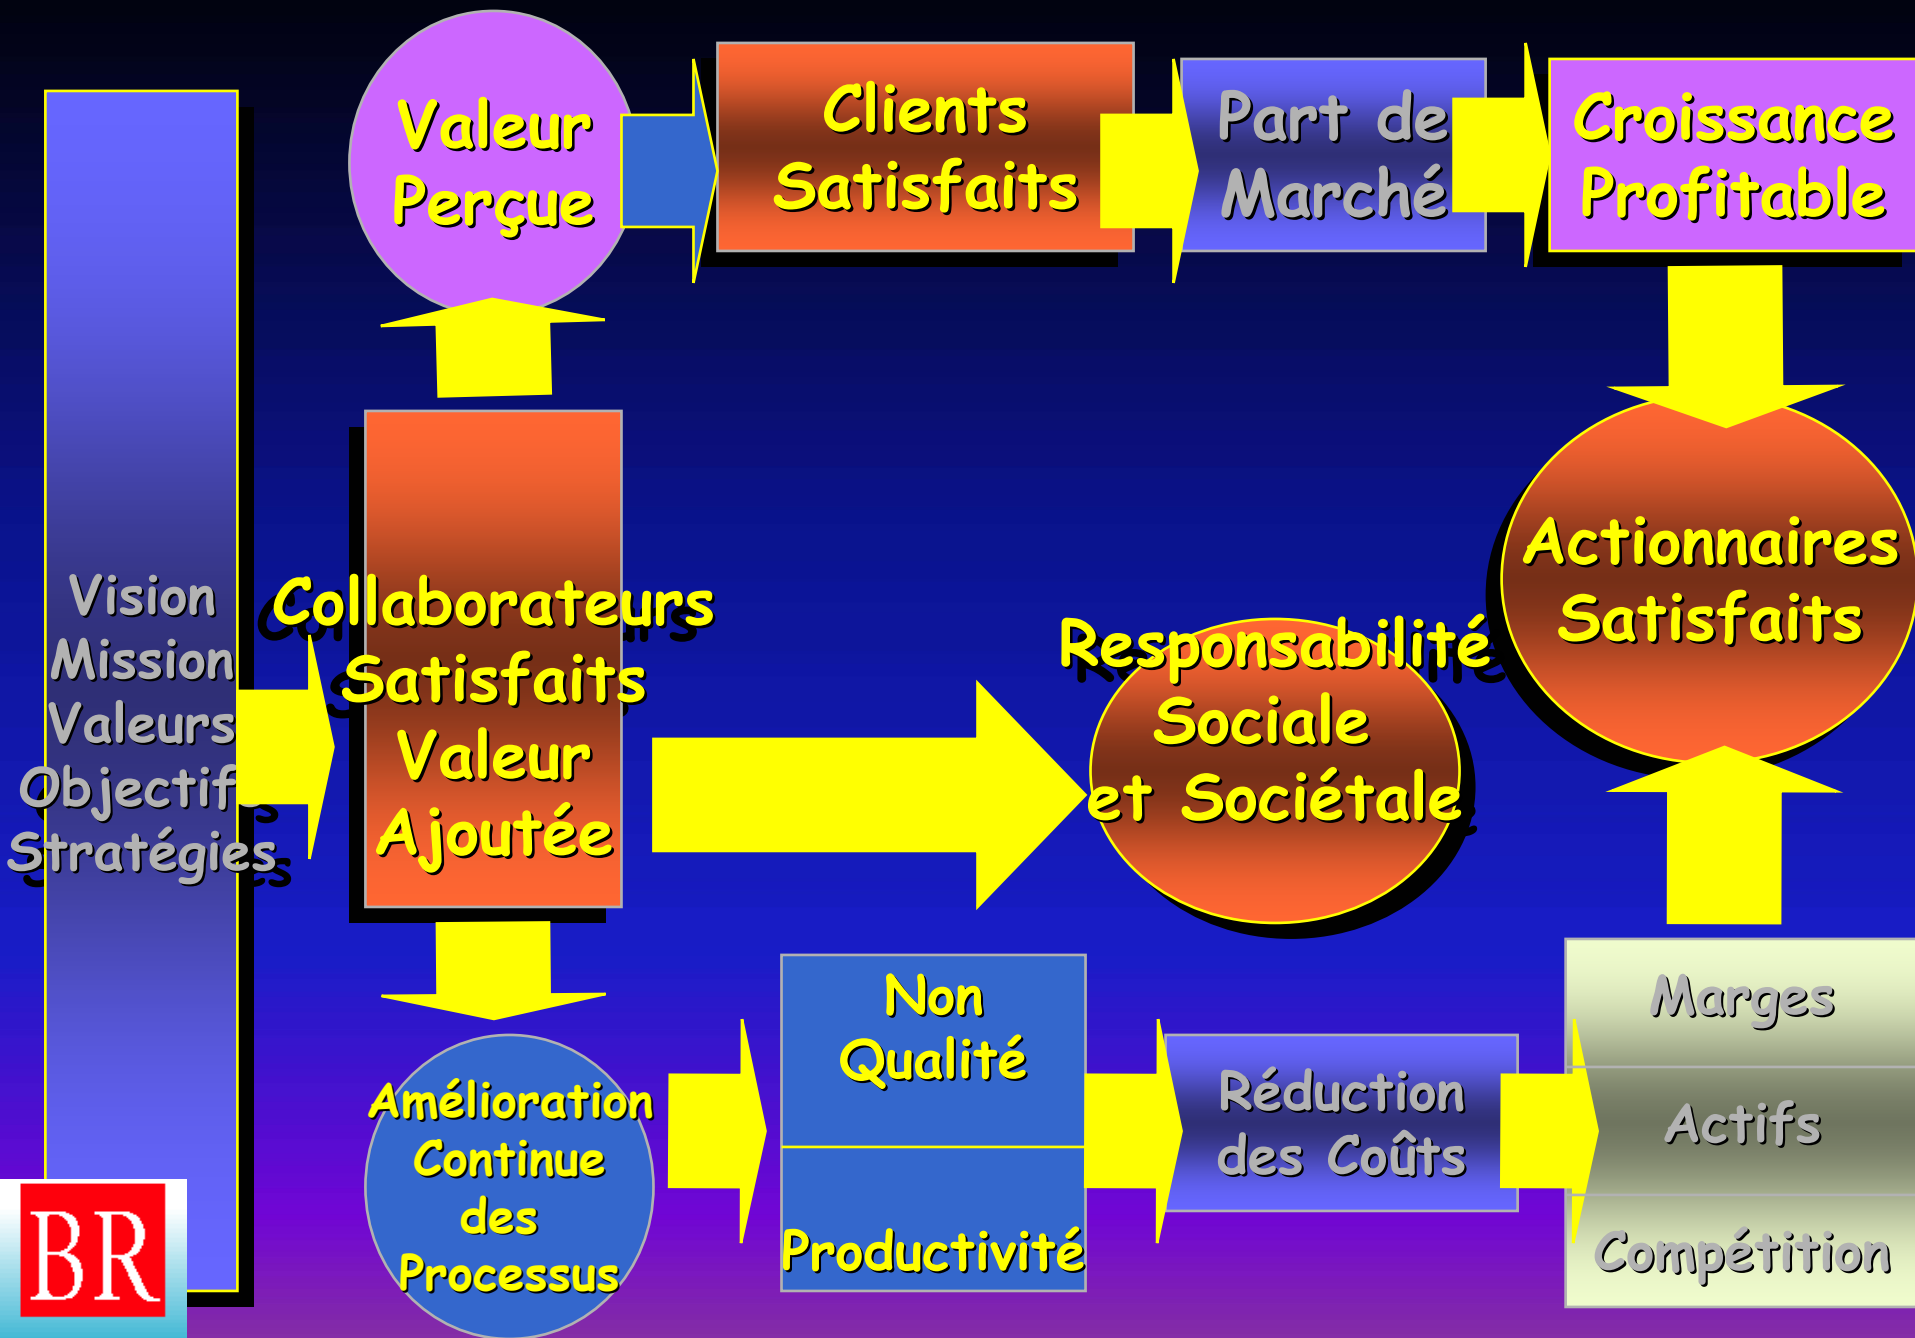 Valeur
Perçue
Clients
Satisfaits
Part de
Marché
Croissance
Profitable
Vision
Mission
Valeurs
Objectifs
Stratégies
Collaborateurs
Satisfaits
Valeur
Ajoutée
Responsabilité
Sociale
et Sociétale
Actionnaires
Satisfaits
Amélioration
Continue
des
Processus
Non
Qualité
Productivité
Réduction
des Coûts
Marges
Actifs
Compétition
BR